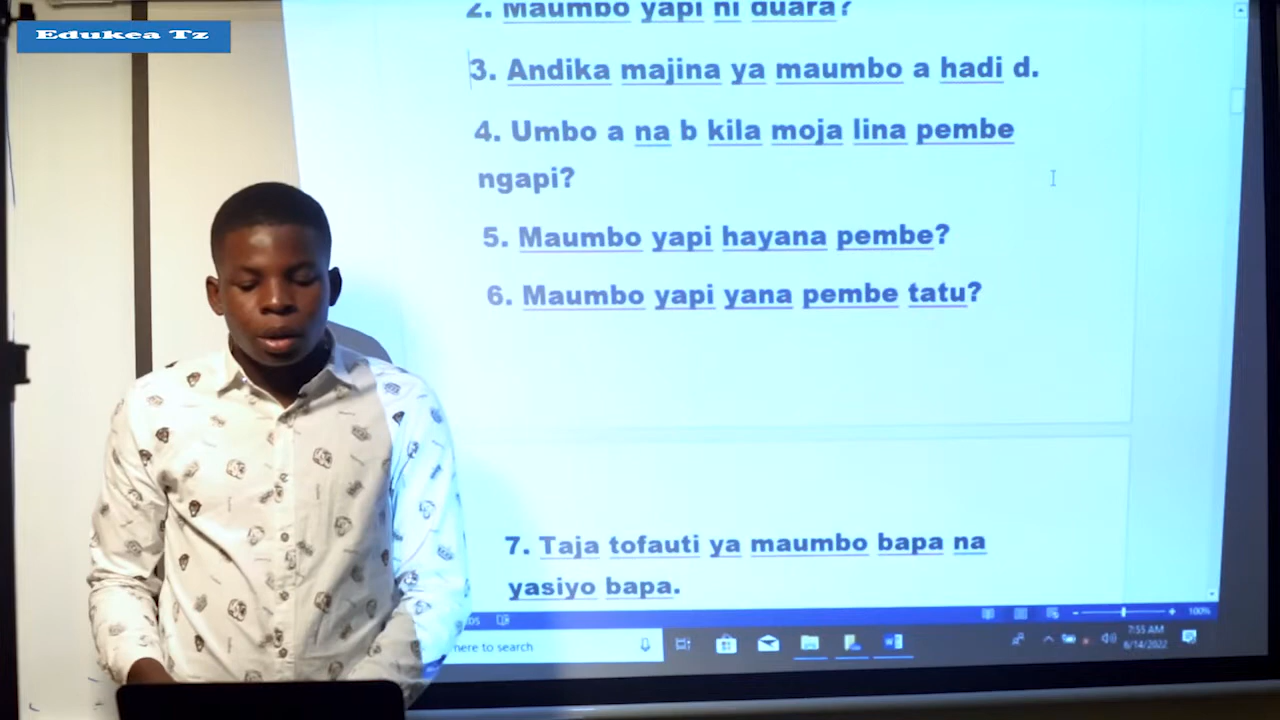 Edukea Tz
2. Maumbo yapi ni duara?
3. Andika majina ya maumbo a hadi d.
4. Umbo a na b kila moja lina pembe
ngapi?
5. Maumbo yapi hayana pembe?
6. Maumbo yapi yana pembe tatu?
7. Taja tofauti ya maumbo bapa na
yasiyo bapa.
100%
here to search
7:55 AM
6/14/2022